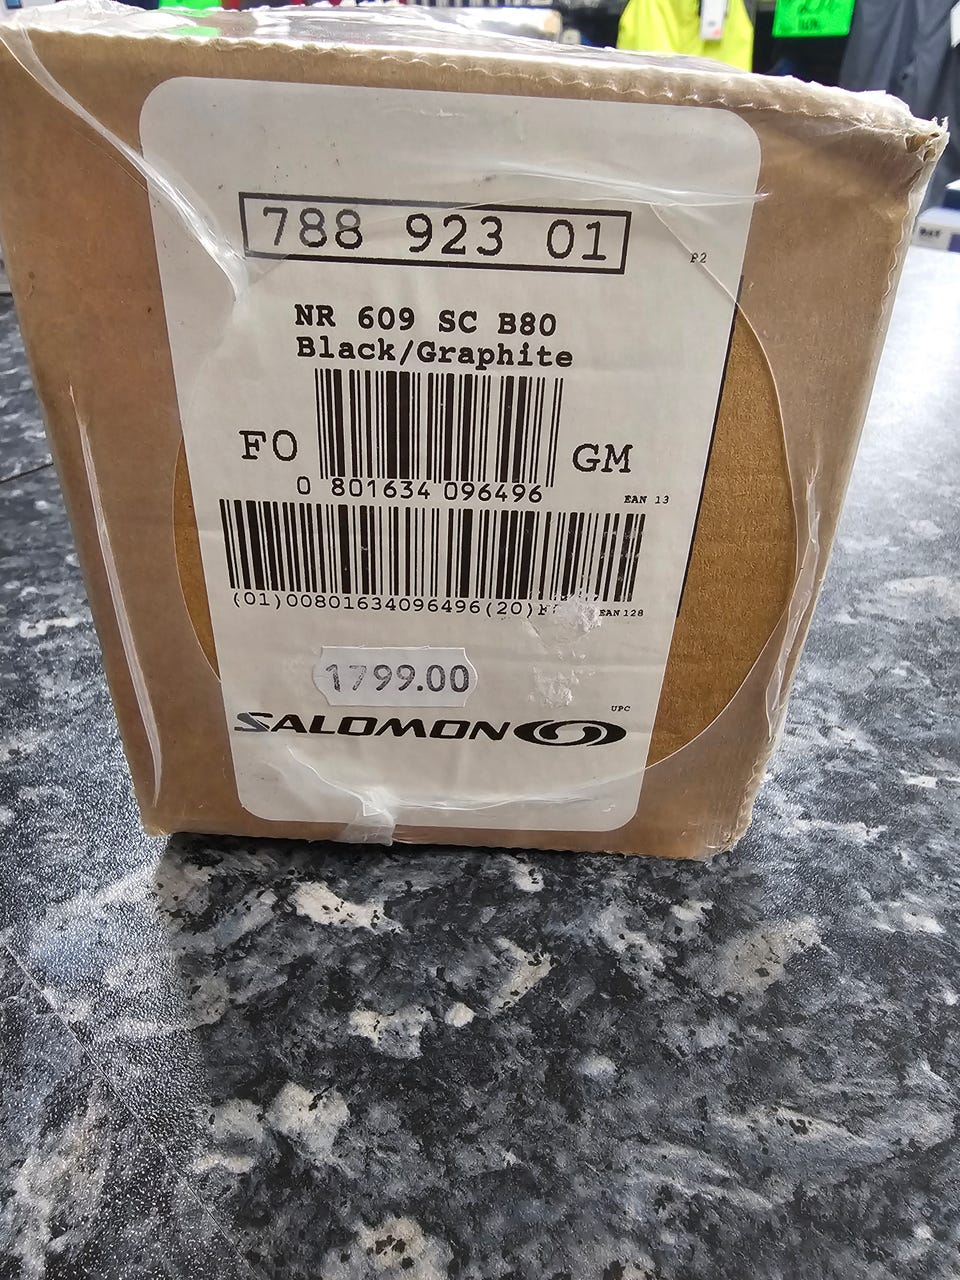 788 923 01
P2
NR 609 SC B80
Black/Graphite
FO
GM
0 801634 096496
EAN 13
(01)00801634096496(20)
EAN 128
1799.00
UPC
SALOMON